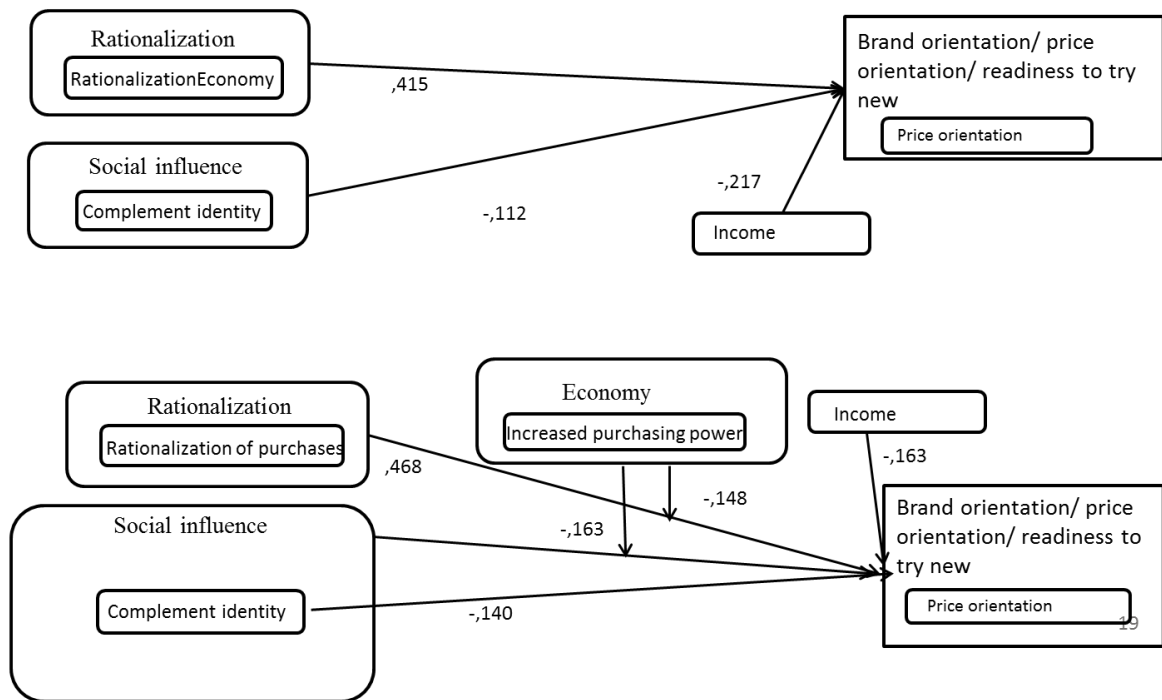 Rationalization
RationalizationEconomy
,415
Brand orientation/ price
orientation/ readiness to try
new
Price orientation
Social influence
Complement identity
-,112
-,217
Income
Rationalization
Rationalization of purchases
,468
Economy
Increased purchasing power
Income
-,163
-,148
Social influence
-,163
Complement identity
-,140
Brand orientation/ price
orientation/ readiness to
try new
Price orientation
19